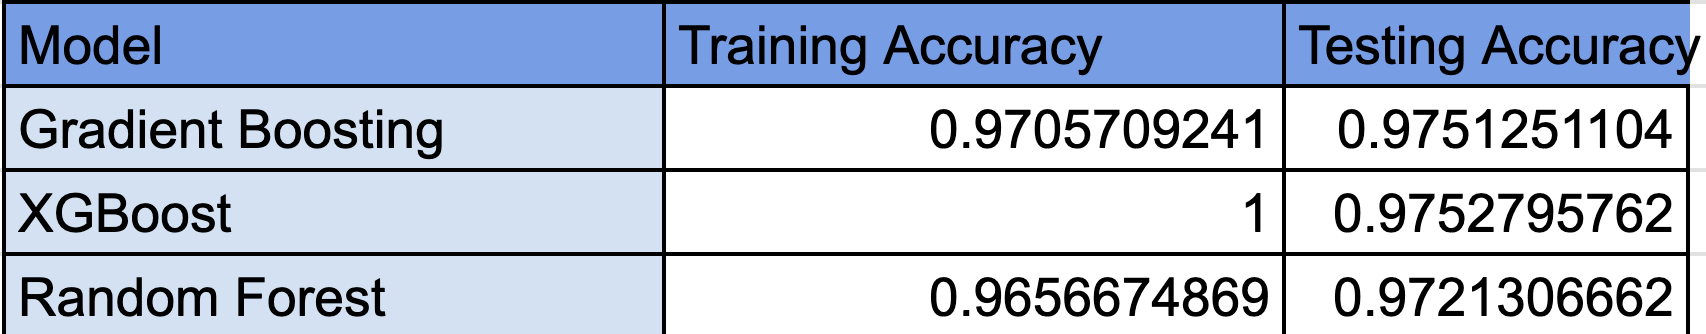 Model Training Accuracy Testing Accuracy
Gradient Boosting 0.9705709241 0.9751251104
XGBoost 1 0.9752795762
Random Forest 0.9656674869 0.9721306662